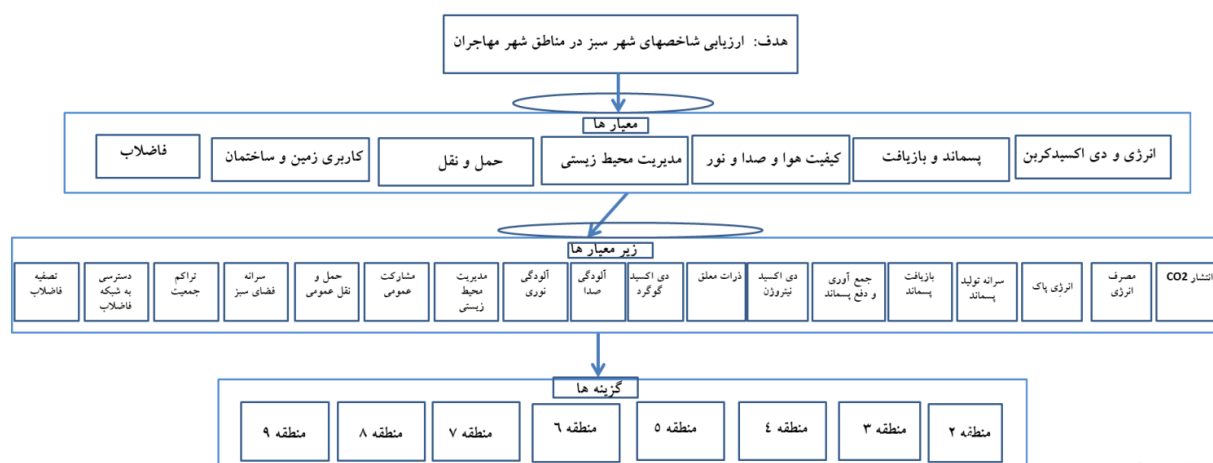 هدف: ارزیابی شاخصهای شهر سبز در مناطق شهر مهاجران
معیار ها
انرژی و دی اکسیدکربن
پسماند و بازیافت
کیفیت هوا و صدا و نور
مدیریت محیط زیستی
حمل و نقل
کاربری زمین و ساختمان
فاضلاب
زیر معیار ها
انتشار CO2
مصرف
انرژی
انرژی پاک
سرانه تولید
پسماند
بازیافت
پسماند
جمع آوری
و دفع پسماند
دی اکسید
نیتروژن
ذرات معلق
دی اکسید
گوگرد
آلودگی
صدا
آلودگی
نوری
مدیریت
محیط
زیستی
مشارکت
عمومی
حمل و
نقل عمومی
سرانه
فضای سبز
تراکم
جمعیت
دسترسی
به شبکه
فاضلاب
تصفیه
فاضلاب
گزینه ها
منطقه ۲
منطقه ۳
منطقه ٤
منطقه ٥
منطقه ٦
منطقه ۷
منطقه ۸
منطقه ۹